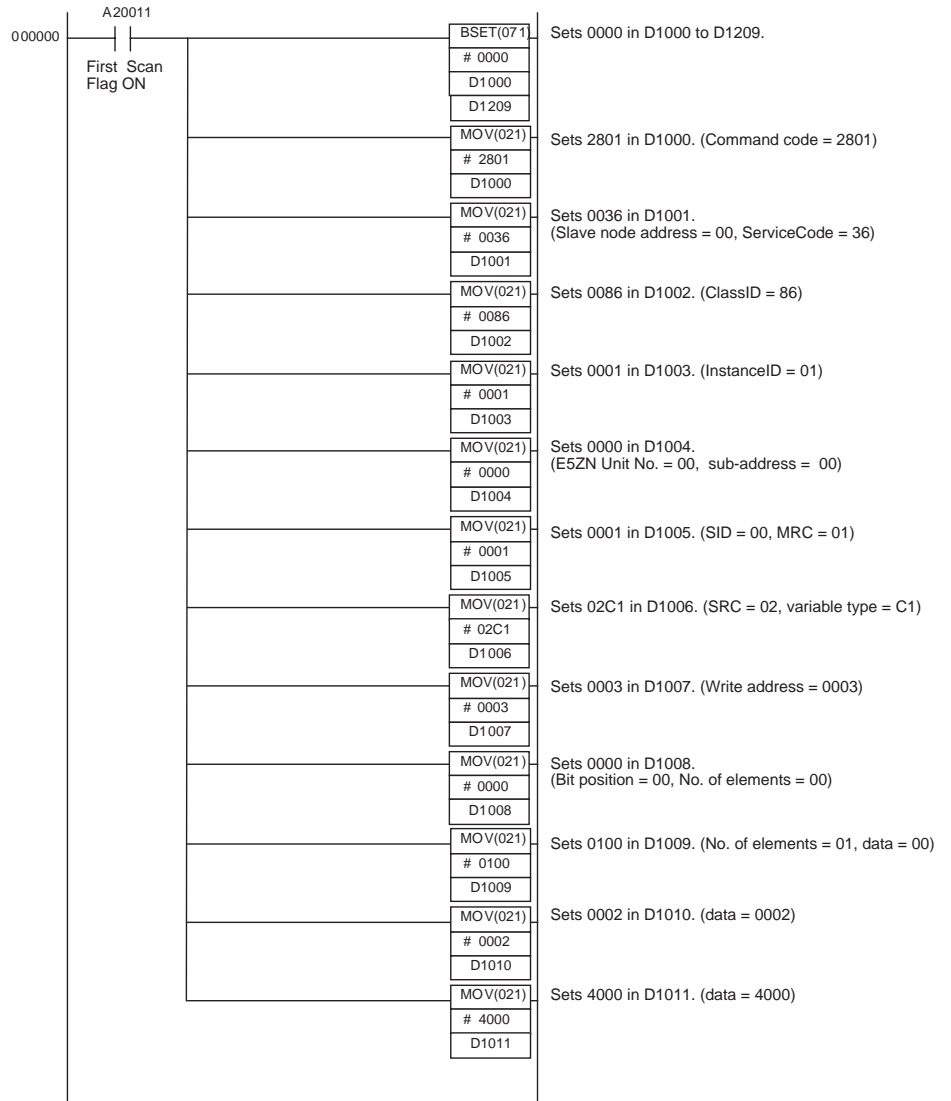 A20011
000000
First Scan
Flag ON
BSET(071)
# 0000
D1000
D1209
Sets 0000 in D1000 to D1209.
MOV(021)
# 2801
D1000
Sets 2801 in D1000. (Command code = 2801)
MOV(021)
# 0036
D1001
Sets 0036 in D1001.
(Slave node address = 00, ServiceCode = 36)
MOV(021)
# 0086
D1002
Sets 0086 in D1002. (ClassID = 86)
MOV(021)
# 0001
D1003
Sets 0001 in D1003. (InstanceID = 01)
MOV(021)
# 0000
D1004
Sets 0000 in D1004.
(E5ZN Unit No. = 00, sub-address = 00)
MOV(021)
# 0001
D1005
Sets 0001 in D1005. (SID = 00, MRC = 01)
MOV(021)
# 02C1
D1006
Sets 02C1 in D1006. (SRC = 02, variable type = C1)
MOV(021)
# 0003
D1007
Sets 0003 in D1007. (Write address = 0003)
MOV(021)
# 0000
D1008
Sets 0000 in D1008.
(Bit position = 00, No. of elements = 00)
MOV(021)
# 0100
D1009
Sets 0100 in D1009. (No. of elements = 01, data = 00)
MOV(021)
# 0002
D1010
Sets 0002 in D1010. (data = 0002)
MOV(021)
# 4000
D1011
Sets 4000 in D1011. (data = 4000)